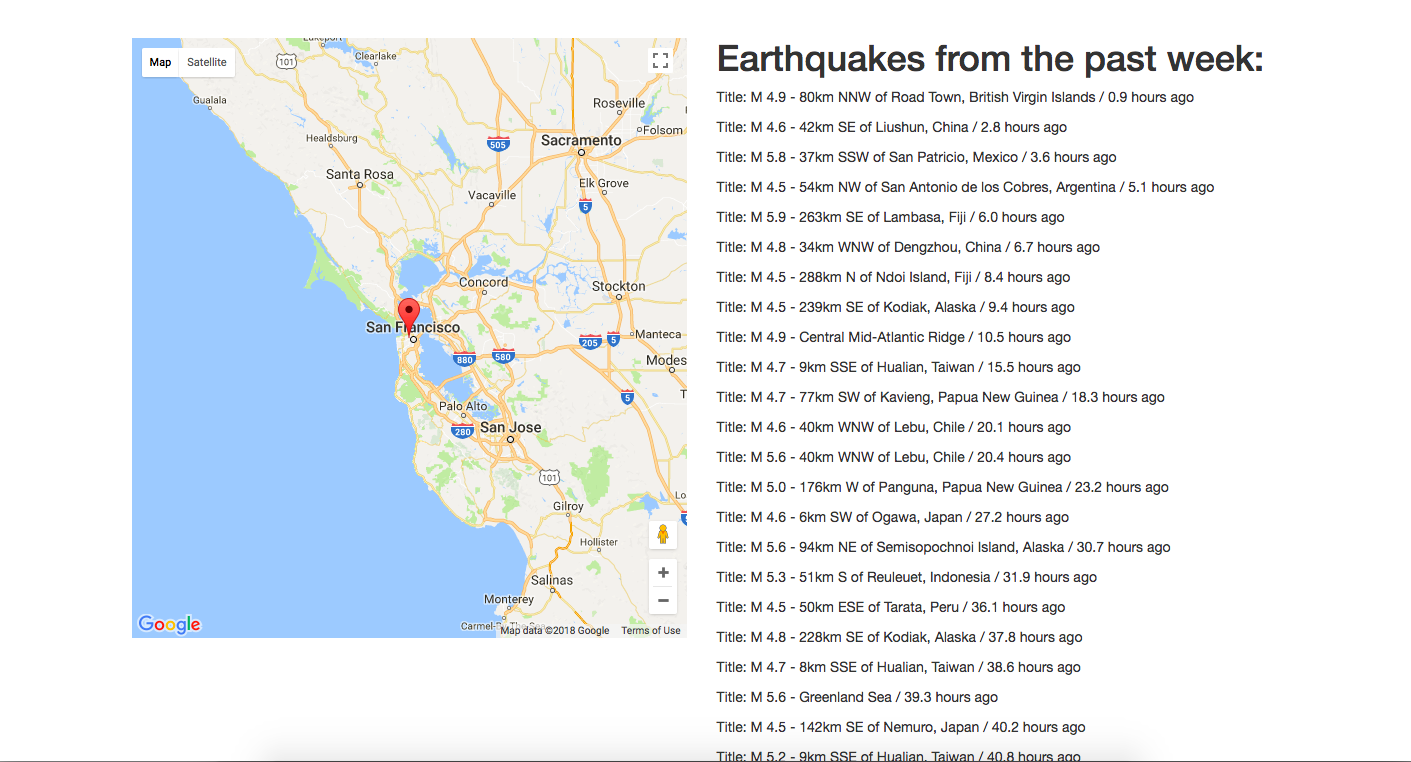 Lakeport
Map Satellite
101
Clearlake
Gualala
Roseville
Folsom
Healdsburg
505
Sacramento
Santa Rosa
Elk Grove
Vacaville
5
Concord
Stockton
San Francisco
205
5
Manteca
880
580
Modes
5
T
Palo Alto
280
San Jose
101
Lo
Gilroy
Hollister
Salinas
Monterey
Google
Map data ©2018 Google Terms of Use
Earthquakes from the past week:
Title: M 4.9 - 80km NNW of Road Town, British Virgin Islands / 0.9 hours ago
Title: M 4.6 - 42km SE of Liushun, China / 2.8 hours ago
Title: M 5.8 - 37km SSW of San Patricio, Mexico / 3.6 hours ago
Title: M 4.5 - 54km NW of San Antonio de los Cobres, Argentina / 5.1 hours ago
Title: M 5.9 - 263km SE of Lambasa, Fiji / 6.0 hours ago
Title: M 4.8 - 34km WNW of Dengzhou, China / 6.7 hours ago
Title: M 4.5 - 288km N of Ndoi Island, Fiji / 8.4 hours ago
Title: M 4.5 - 239km SE of Kodiak, Alaska / 9.4 hours ago
Title: M 4.9 - Central Mid-Atlantic Ridge / 10.5 hours ago
Title: M 4.7 - 9km SSE of Hualian, Taiwan / 15.5 hours ago
Title: M 4.7 - 77km SW of Kavieng, Papua New Guinea / 18.3 hours ago
Title: M 4.6 - 40km WNW of Lebu, Chile / 20.1 hours ago
Title: M 5.6 - 40km WNW of Lebu, Chile / 20.4 hours ago
Title: M 5.0 - 176km W of Panguna, Papua New Guinea / 23.2 hours ago
Title: M 4.6 - 6km SW of Ogawa, Japan / 27.2 hours ago
Title: M 5.6 - 94km NE of Semisopochnoi Island, Alaska / 30.7 hours ago
Title: M 5.3 - 51km S of Reuleuet, Indonesia / 31.9 hours ago
Title: M 4.5 - 50km ESE of Tarata, Peru / 36.1 hours ago
Title: M 4.8 - 228km SE of Kodiak, Alaska / 37.8 hours ago
Title: M 4.7 - 8km SSE of Hualian, Taiwan / 38.6 hours ago
Title: M 5.6 - Greenland Sea / 39.3 hours ago
Title: M 4.5 - 142km SE of Nemuro, Japan / 40.2 hours ago
Title: M 5.2 - 9km SSE of Hualian, Taiwan / 40.8 hours ago